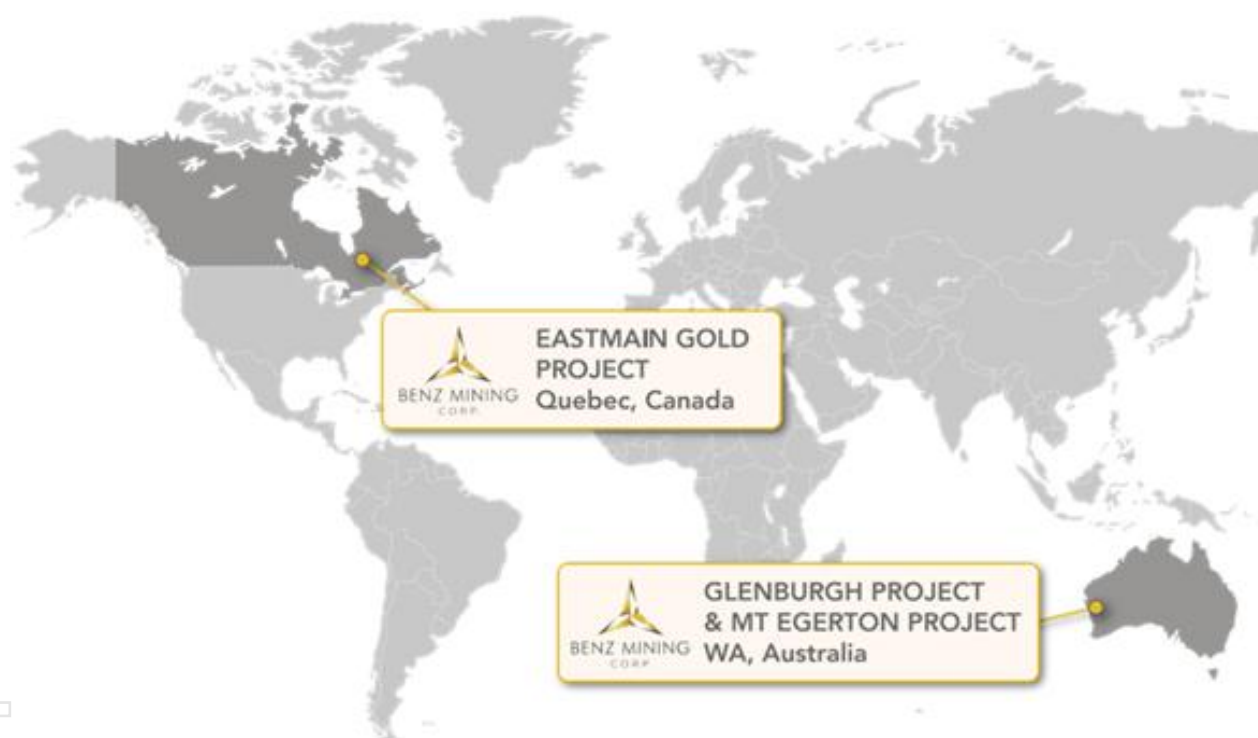 EASTMAIN GOLD
PROJECT
Quebec, Canada
BENZ MINING
CORP.
GLENBURGH PROJECT
& MT EGERTON PROJECT
WA, Australia
BENZ MINING
CORP